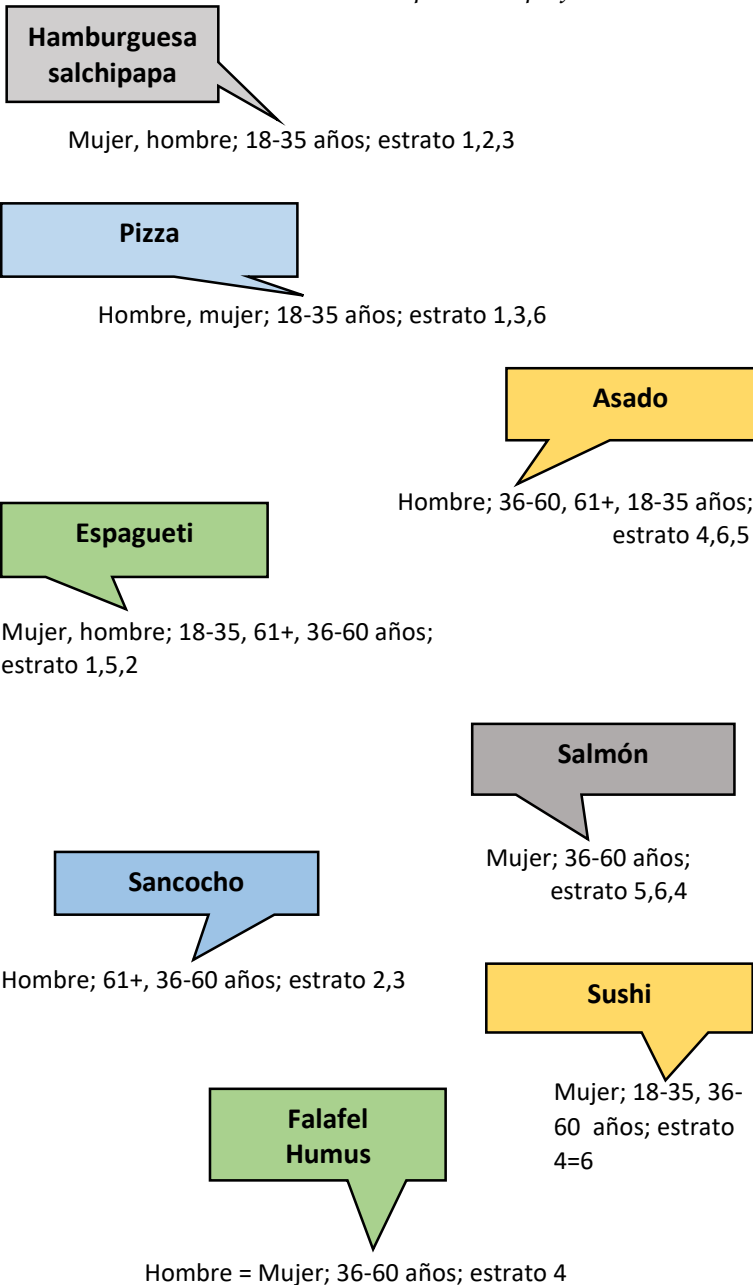 Hamburguesa
salchipapa
Mujer, hombre; 18-35 años; estrato 1,2,3
Pizza
Hombre, mujer; 18-35 años; estrato 1,3,6
Asado
Hombre; 36-60, 61+, 18-35 años;
estrato 4,6,5
Espagueti
Mujer, hombre; 18-35, 61+, 36-60 años;
estrato 1,5,2
Salmón
Mujer; 36-60 años;
estrato 5,6,4
Sancocho
Hombre; 61+, 36-60 años; estrato 2,3
Sushi
Mujer; 18-35, 36-
60 años; estrato
4=6
Falafel
Humus
Hombre = Mujer; 36-60 años; estrato 4